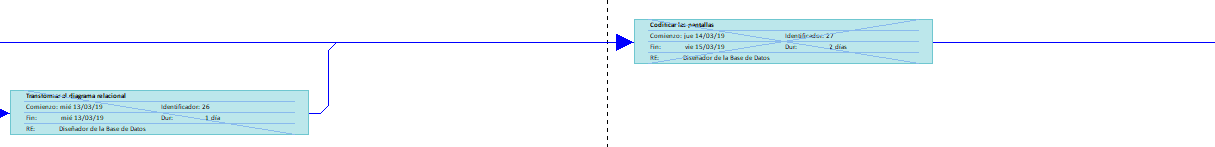 Codificar las pantallas
Comienzo: jue 14/03/19 Identificador: 27
Fin: vie 15/03/19 Dur: 2 días
RE: Diseñador de la Base de Datos
Transformar al diagrama relacional
Comienzo: mié 13/03/19 Identificador: 26
Fin: mié 13/03/19 Dur: 1 día
RE: Diseñador de la Base de Datos